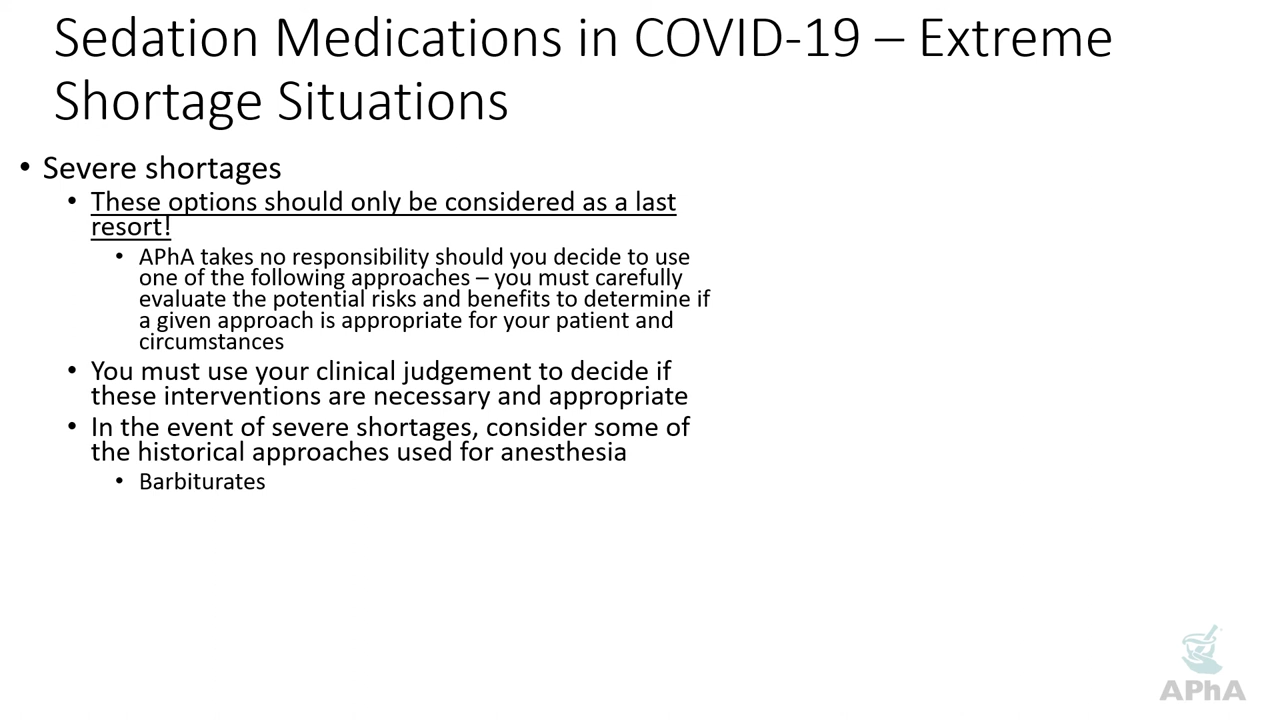 Sedation Medications in COVID-19 – Extreme
Shortage Situations
• Severe shortages
• These options should only be considered as a last
resort!
• APhA takes no responsibility should you decide to use
one of the following approaches – you must carefully
evaluate the potential risks and benefits to determine if
a given approach is appropriate for your patient and
circumstances
• You must use your clinical judgement to decide if
these interventions are necessary and appropriate
• In the event of severe shortages, consider some of
the historical approaches used for anesthesia
• Barbiturates
APhA